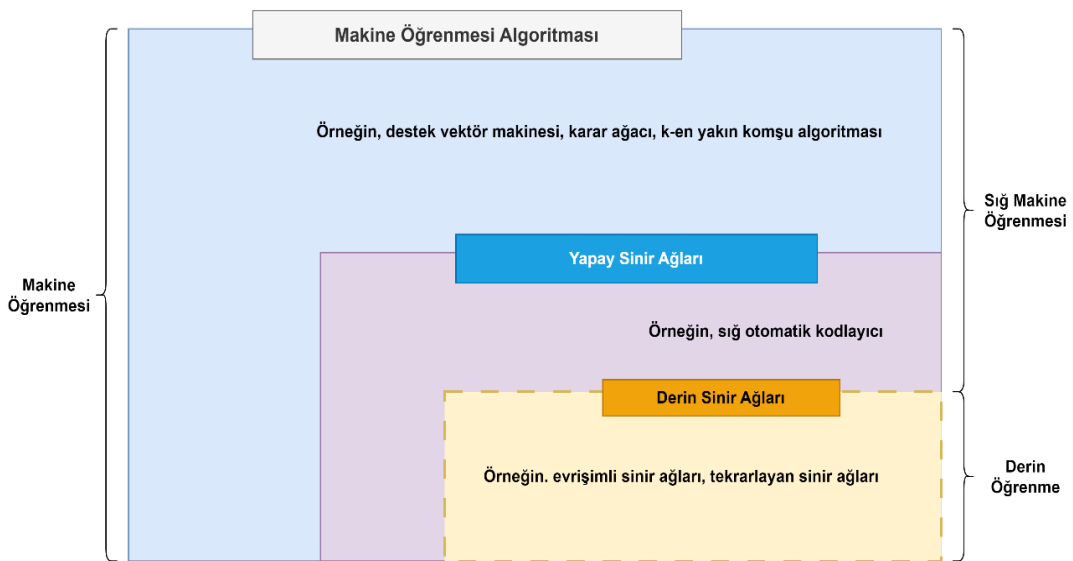 Makine Öğrenmesi Algoritması
Örneğin, destek vektör makinesi, karar ağacı, k-en yakın komşu algoritması
Sığ Makine
Öğrenmesi
Yapay Sinir Ağları
Makine
Öğrenmesi
Örneğin, sığ otomatik kodlayıcı
Derin Sinir Ağları
Örneğin. evrişimli sinir ağları, tekrarlayan sinir ağları
Derin
Öğrenme